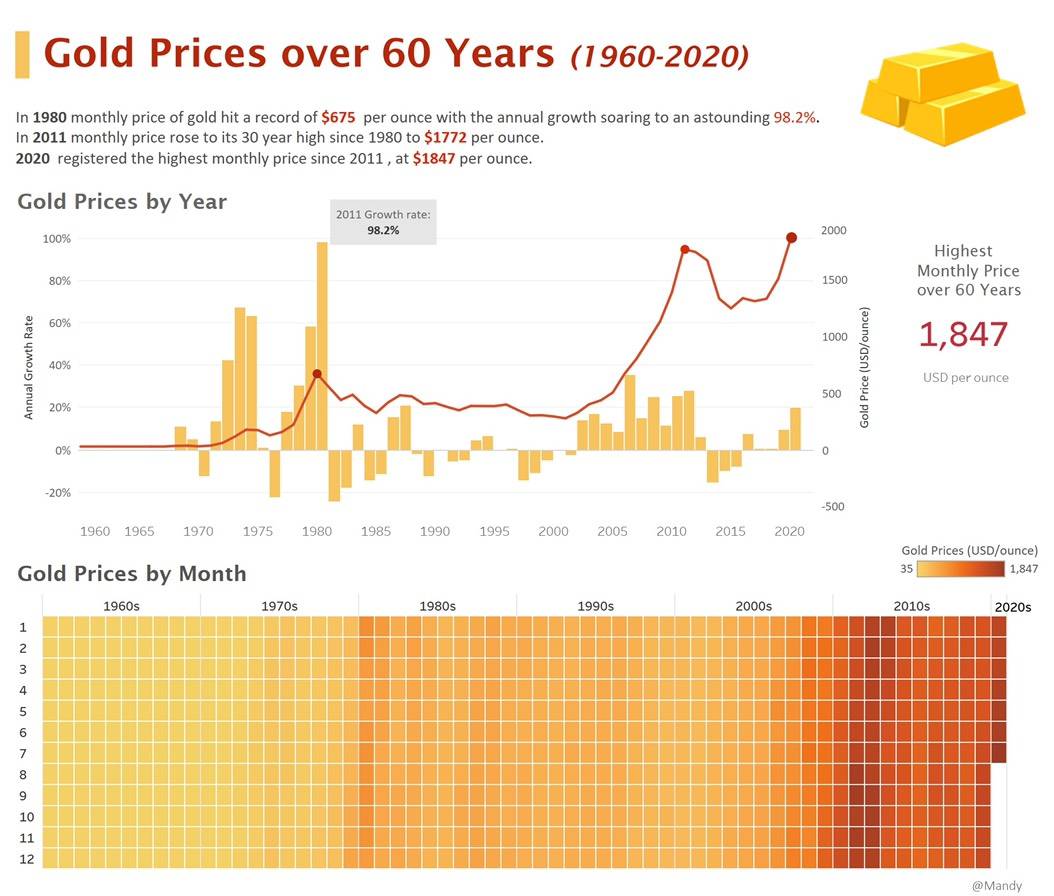 Gold Prices over 60 Years (1960-2020)
In 1980 monthly price of gold hit a record of $675 per ounce with the annual growth soaring to an astounding 98.2%.
In 2011 monthly price rose to its 30 year high since 1980 to $1772 per ounce.
2020 registered the highest monthly price since 2011 , at $1847 per ounce.
Gold Prices by Year
2011 Growth rate:
98.2%
Annual Growth Rate
100%
80%
60%
40%
20%
0%
-20%
2000
1500
1000
500
0
-500
Gold Price (USD/ounce)
1960 1965 1970 1975 1980 1985 1990 1995 2000 2005 2010 2015 2020
Highest
Monthly Price
over 60 Years
1,847
USD per ounce
Gold Prices (USD/ounce)
35 1,847
Gold Prices by Month
1960s 1970s 1980s 1990s 2000s 2010s 2020s
1
2
3
4
5
6
7
8
9
10
11
12
@Mandy